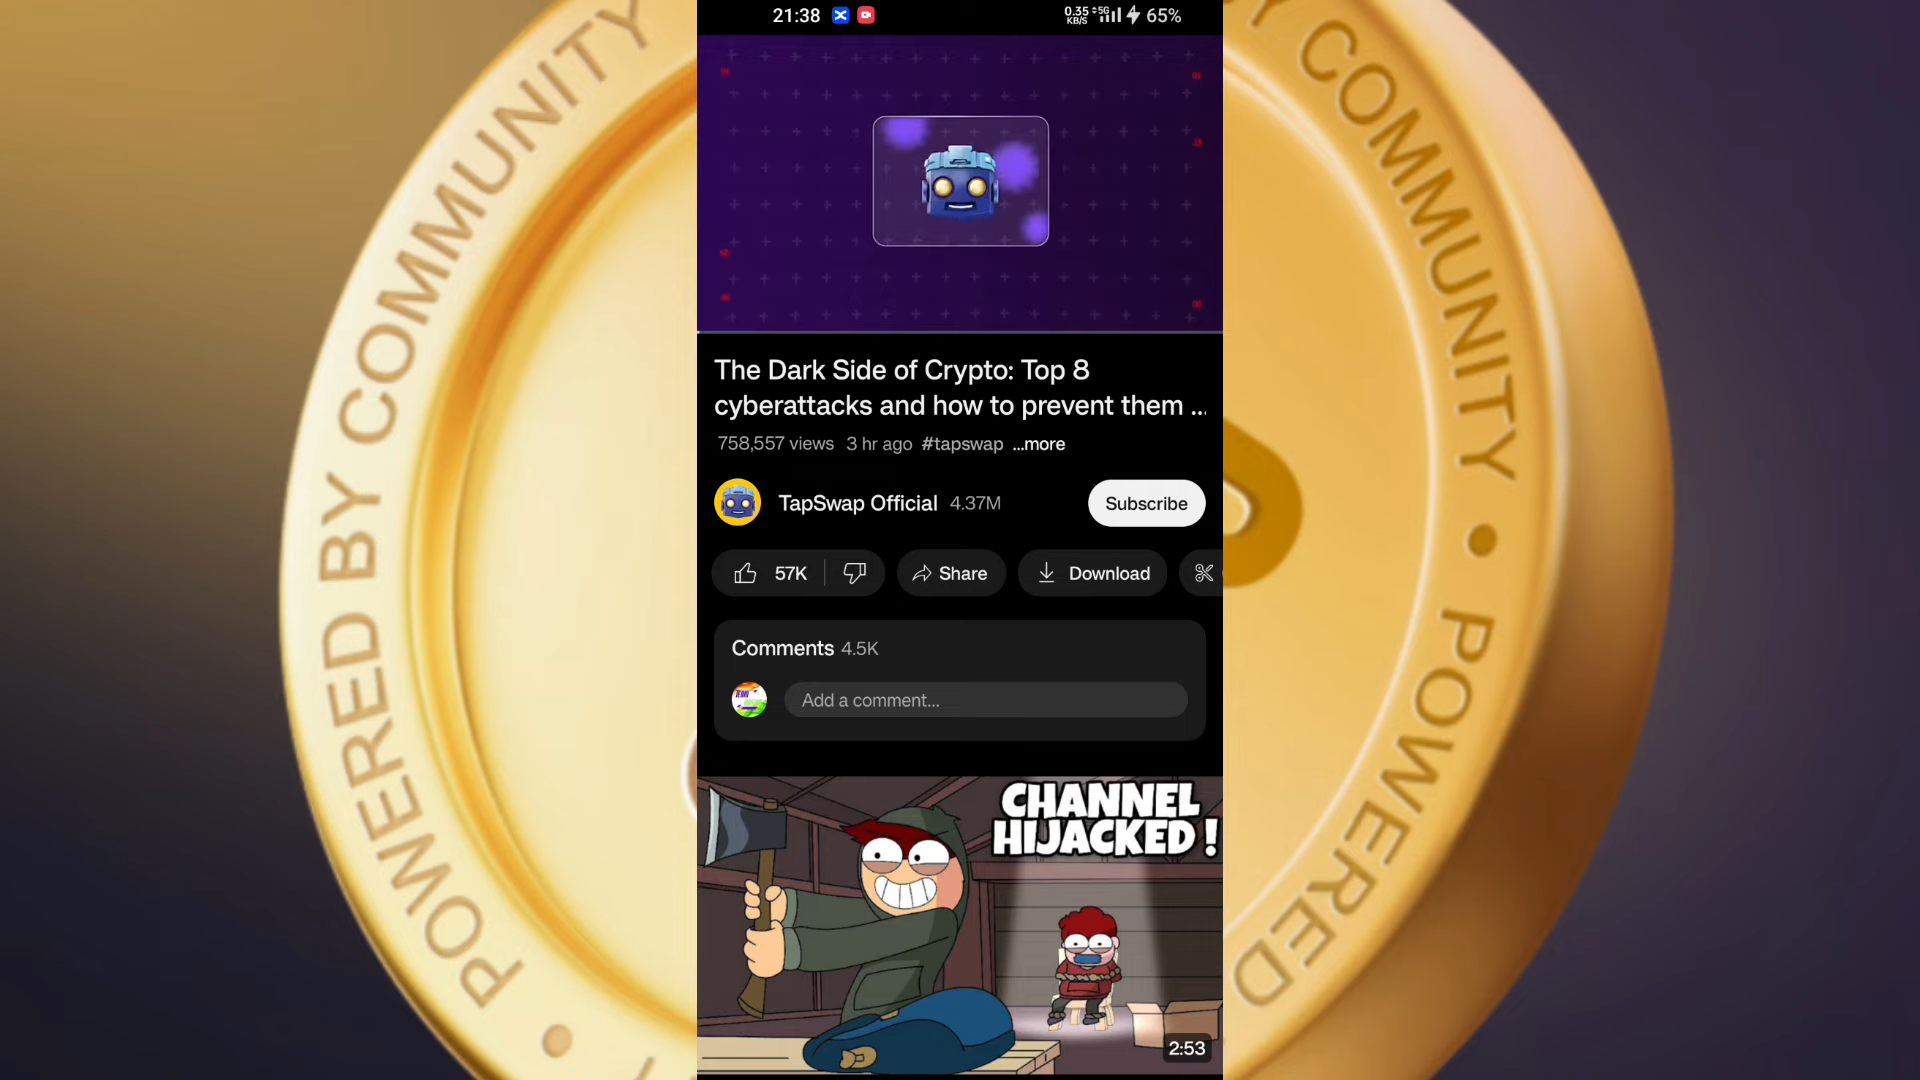 21:38
0.35 KB/S 5G 65%
The Dark Side of Crypto: Top 8
cyberattacks and how to prevent them ...
758,557 views 3 hr ago #tapswap ...more
TapSwap Official 4.37M Subscribe
57K Share Download
Comments 4.5K
Add a comment...
CHANNEL
HIJACKED !
2:53
POWERED BY COMMUNITY
BY COMMUNITY • POWERED